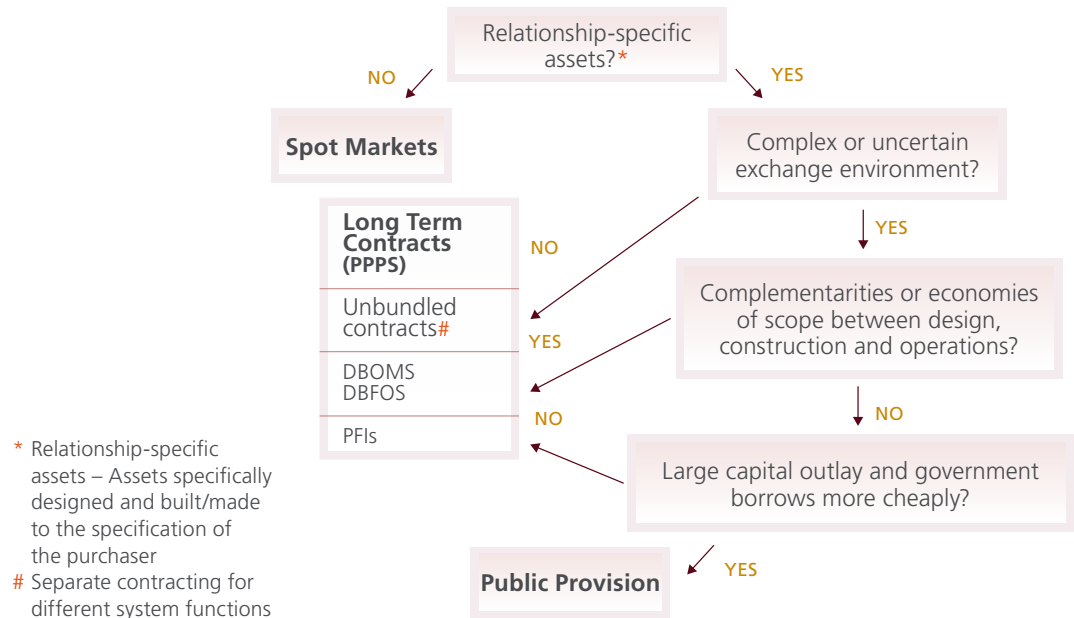 Relationship-specific
assets?*
NO
YES
Spot Markets
Complex or uncertain
exchange environment?
Long Term
Contracts
(PPPS)
NO
YES
Unbundled
contracts#
YES
Complementarities or economies
of scope between design,
construction and operations?
DBOMS
DBFOS
NO
NO
PFIs
Large capital outlay and government
borrows more cheaply?
YES
Public Provision
* Relationship-specific
assets – Assets specifically
designed and built/made
to the specification of
the purchaser
# Separate contracting for
different system functions